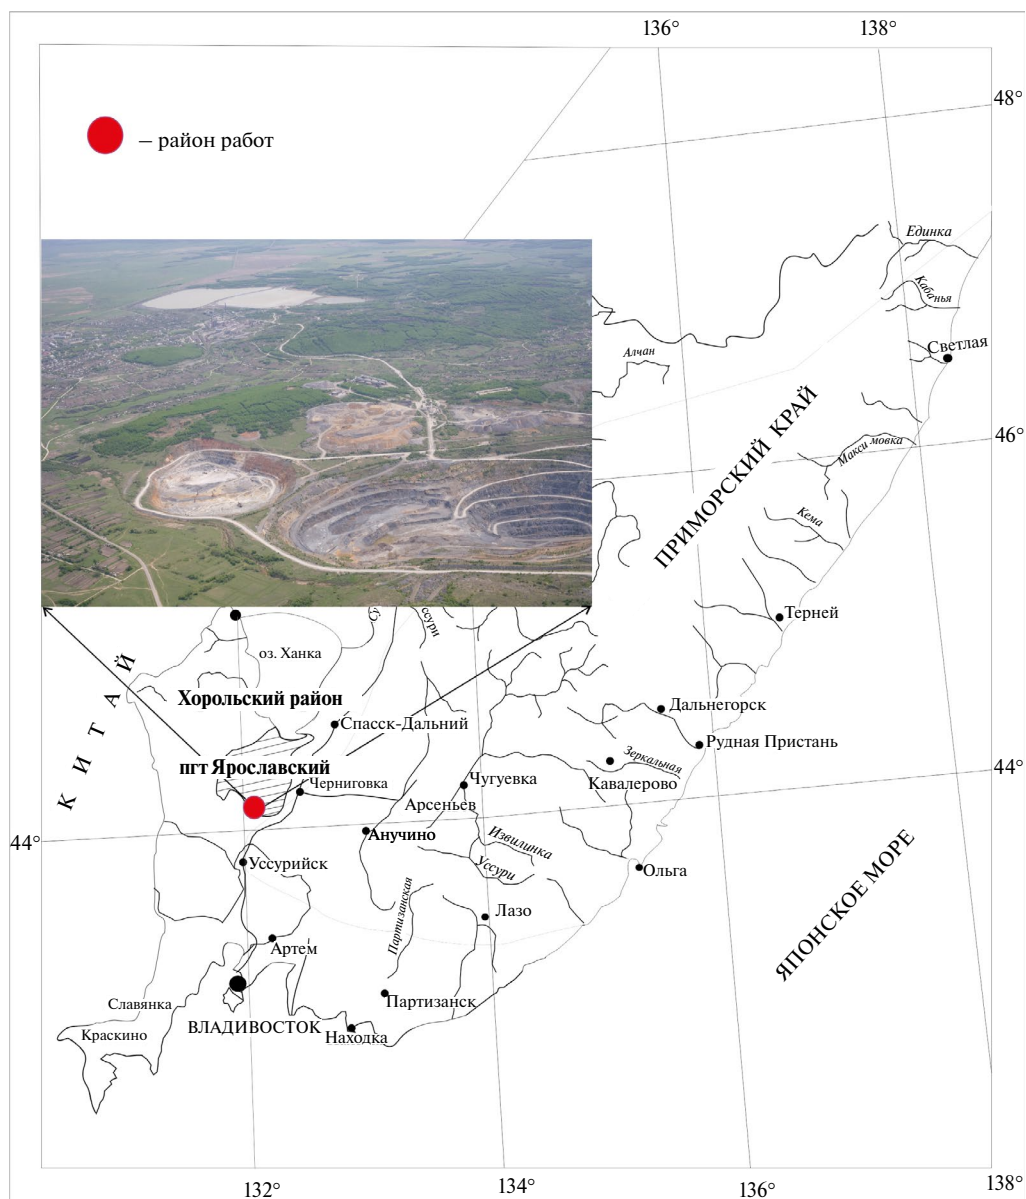 136°
138°
48°
– район работ
Единка
Кабанья
Светлая
Алчан
ПРИМОРСКИЙ КРАЙ
46°
Максимовка
Кема
Терней
ссури
оз. Ханка
КИТАЙ
Хорольский район
Спасск-Дальний
Дальнегорск
Рудная Пристань
пгт Ярославский
Черниговка
Чугуевка
Зеркальная
Кавалерово
44°
Арсеньев
Анучино
Извилинка
44°
Уссурийск
Уссури
Ольга
Партизанская
Лазо
ЯПОНСКОЕ МОРЕ
Артем
Славянка
Партизанск
ВЛАДИВОСТОК
Краскино
Находка
132°
134°
136°
138°